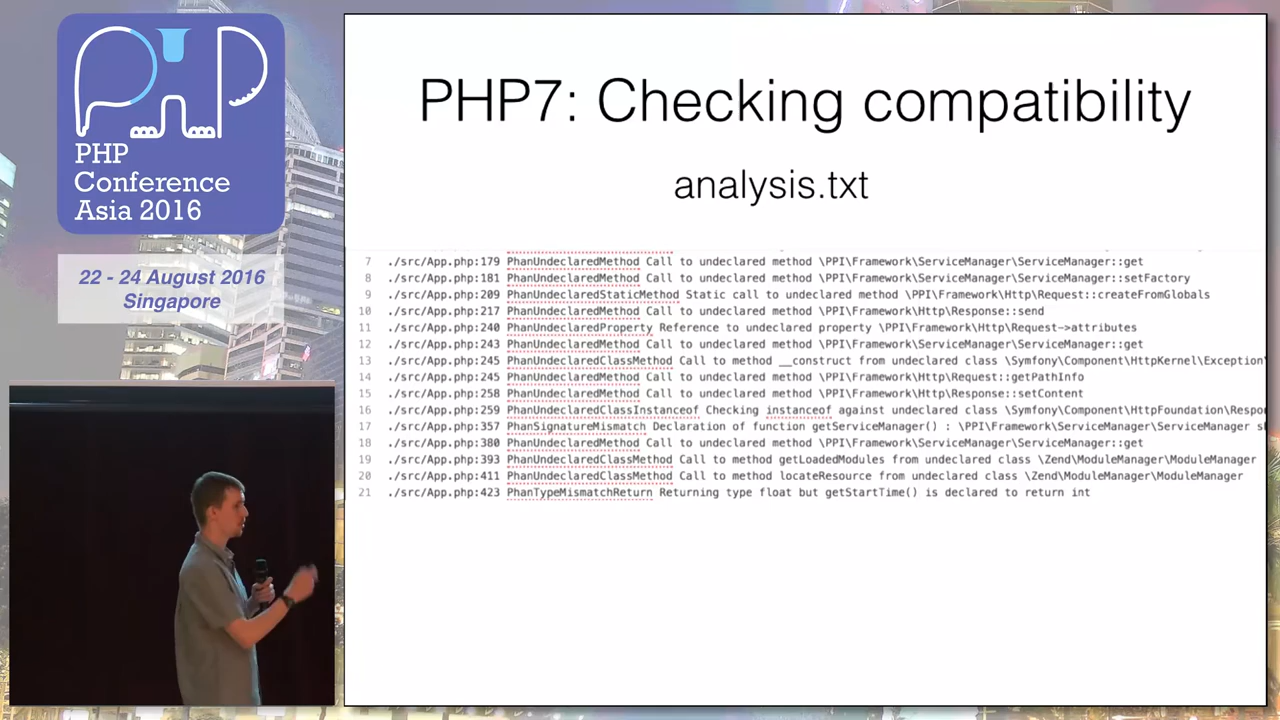 PHP
Conference
Asia 2016
22 - 24 August 2016
Singapore
PHP7: Checking compatibility
analysis.txt
7 ./src/App.php:179 PhanUndeclaredMethod Call to undeclared method \PPI\Framework\ServiceManager\ServiceManager::get
8 ./src/App.php:181 PhanUndeclaredMethod Call to undeclared method \PPI\Framework\ServiceManager\ServiceManager::setFactory
9 ./src/App.php:209 PhanUndeclaredStaticMethod Static call to undeclared method \PPI\Framework\Http\Request::createFromGlobals
10 ./src/App.php:217 PhanUndeclaredMethod Call to undeclared method \PPI\Framework\Http\Response::send
11 ./src/App.php:240 PhanUndeclaredProperty Reference to undeclared property \PPI\Framework\Http\Request->attributes
12 ./src/App.php:243 PhanUndeclaredMethod Call to undeclared method \PPI\Framework\ServiceManager\ServiceManager::get
13 ./src/App.php:245 PhanUndeclaredClassMethod Call to method __construct from undeclared class \Symfony\Component\HttpKernel\Exception\
14 ./src/App.php:245 PhanUndeclaredMethod Call to undeclared method \PPI\Framework\Http\Request::getPathInfo
15 ./src/App.php:258 PhanUndeclaredMethod Call to undeclared method \PPI\Framework\Http\Response::setContent
16 ./src/App.php:259 PhanUndeclaredClassInstanceof Checking instanceof against undeclared class \Symfony\Component\HttpFoundation\Respo
17 ./src/App.php:357 PhanSignatureMismatch Declaration of function getServiceManager() : \PPI\Framework\ServiceManager\ServiceManager sh
18 ./src/App.php:380 PhanUndeclaredMethod Call to undeclared method \PPI\Framework\ServiceManager\ServiceManager::get
19 ./src/App.php:393 PhanUndeclaredClassMethod Call to method getLoadedModules from undeclared class \Zend\ModuleManager\ModuleManager
20 ./src/App.php:411 PhanUndeclaredClassMethod Call to method locateResource from undeclared class \Zend\ModuleManager\ModuleManager
21 ./src/App.php:423 PhanTypeMismatchReturn Returning type float but getStartTime() is declared to return int